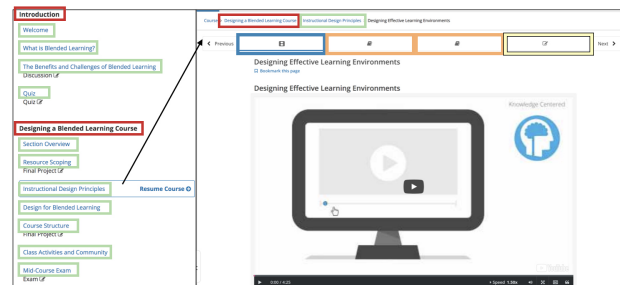 Introduction
Welcome
What is Blended Learning?
The Benefits and Challenges of Blended Learning
Discussion
Quiz
Quiz
Designing a Blended Learning Course
Section Overview
Resource Scoping
Final Project
Instructional Design Principles
Resume Course
Design for Blended Learning
Course Structure
Final Project
Class Activities and Community
Mid-Course Exam
Exam
Course Designing a Blended Learning Course Instructional Design Principles Designing Effective Learning Environments
Previous
Next
Designing Effective Learning Environments
Bookmark this page
Designing Effective Learning Environments
Knowledge Centered
0:00 / 4:25
Speed 1.50x